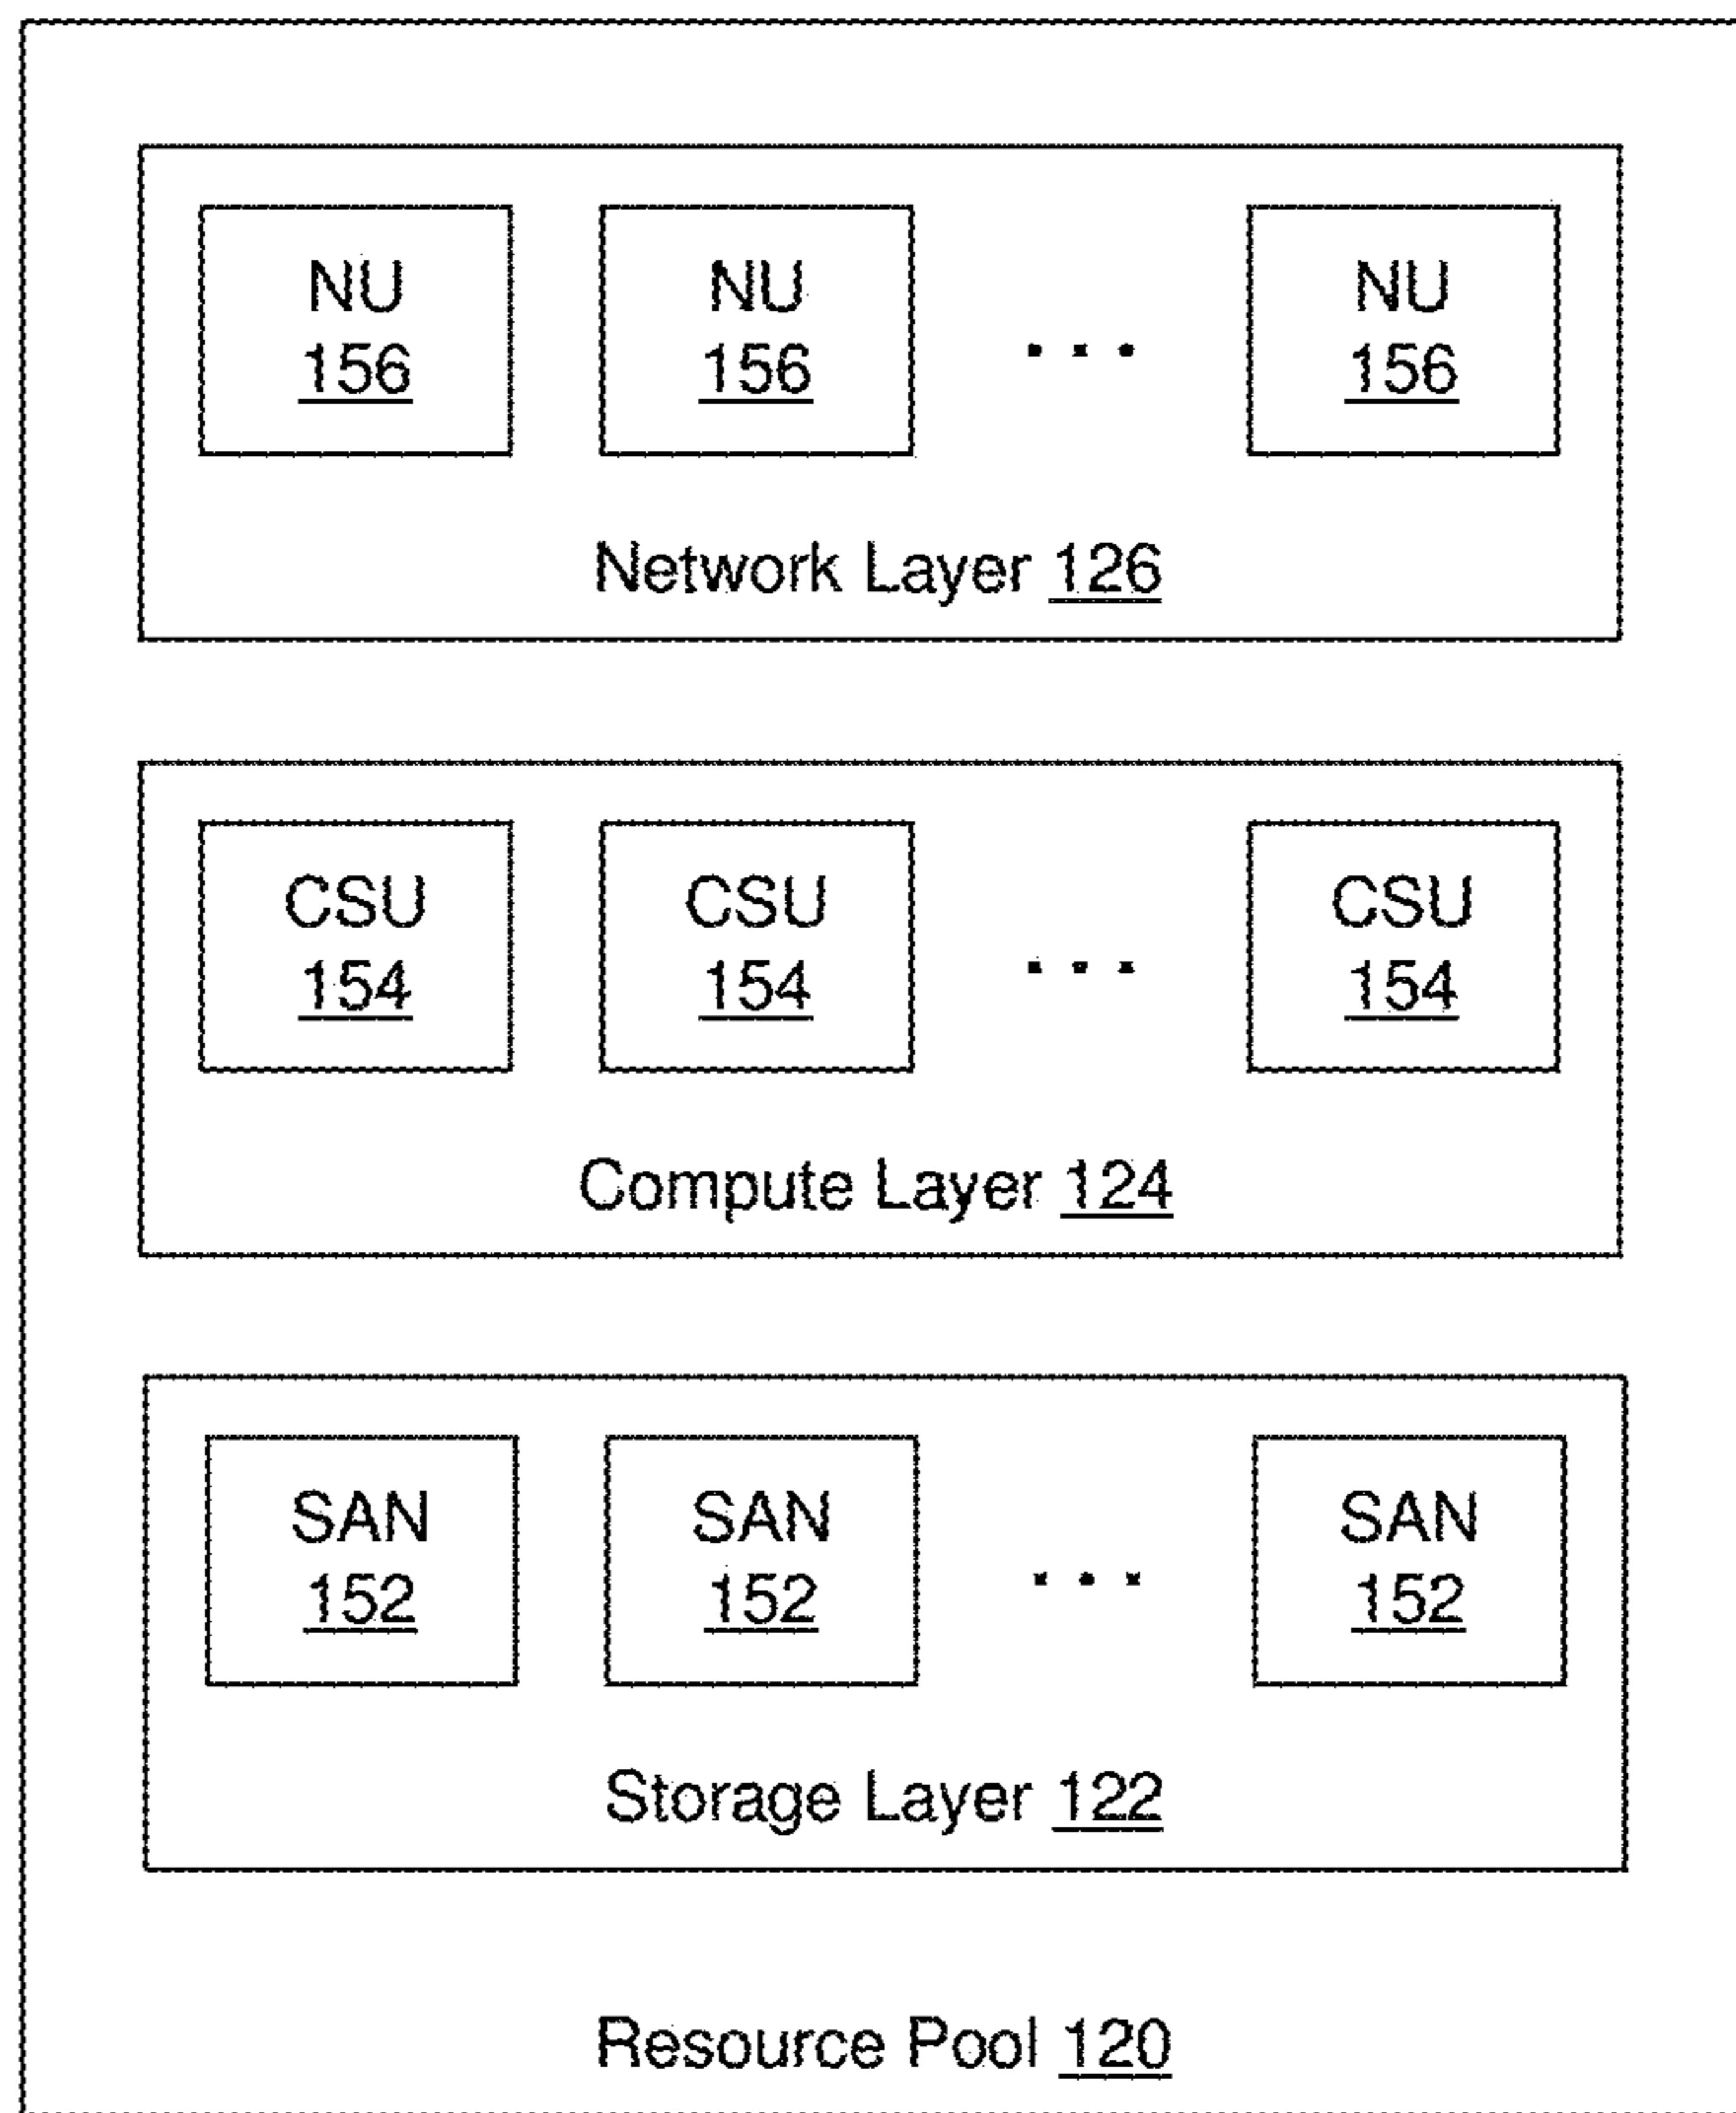 NU NU NU
156 156 ... 156
Network Layer 126
CSU CSU CSU
154 154 ... 154
Compute Layer 124
SAN SAN SAN
152 152 ... 152
Storage Layer 122
Resource Pool 120